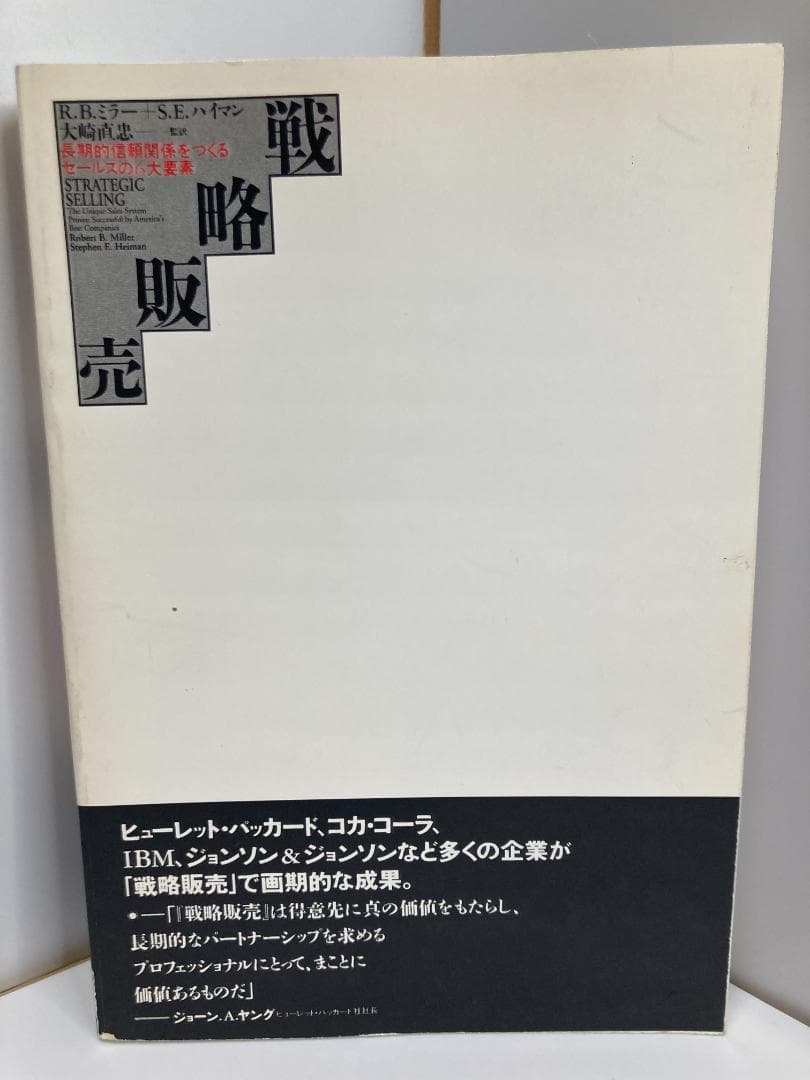 R.B.ミラー＋S.E.ハイマン
大崎直忠――監訳
長期的信頼関係をつくる
セールスの6大要素
STRATEGIC
SELLING
The Unique Sales System
Proven Successful by America's
Best Companies
Robert B. Miller
Stephen E. Heiman
戦
略
販
売
ヒューレット・パッカード、コカ・コーラ、
IBM、ジョンソン&ジョンソンなど多くの企業が
「戦略販売」で画期的な成果。
●――「『戦略販売』は得意先に真の価値をもたらし、
長期的なパートナーシップを求める
プロフェッショナルにとって、まことに
価値あるものだ」
――ジョーン.A.ヤング ヒューレット・パッカード社社長